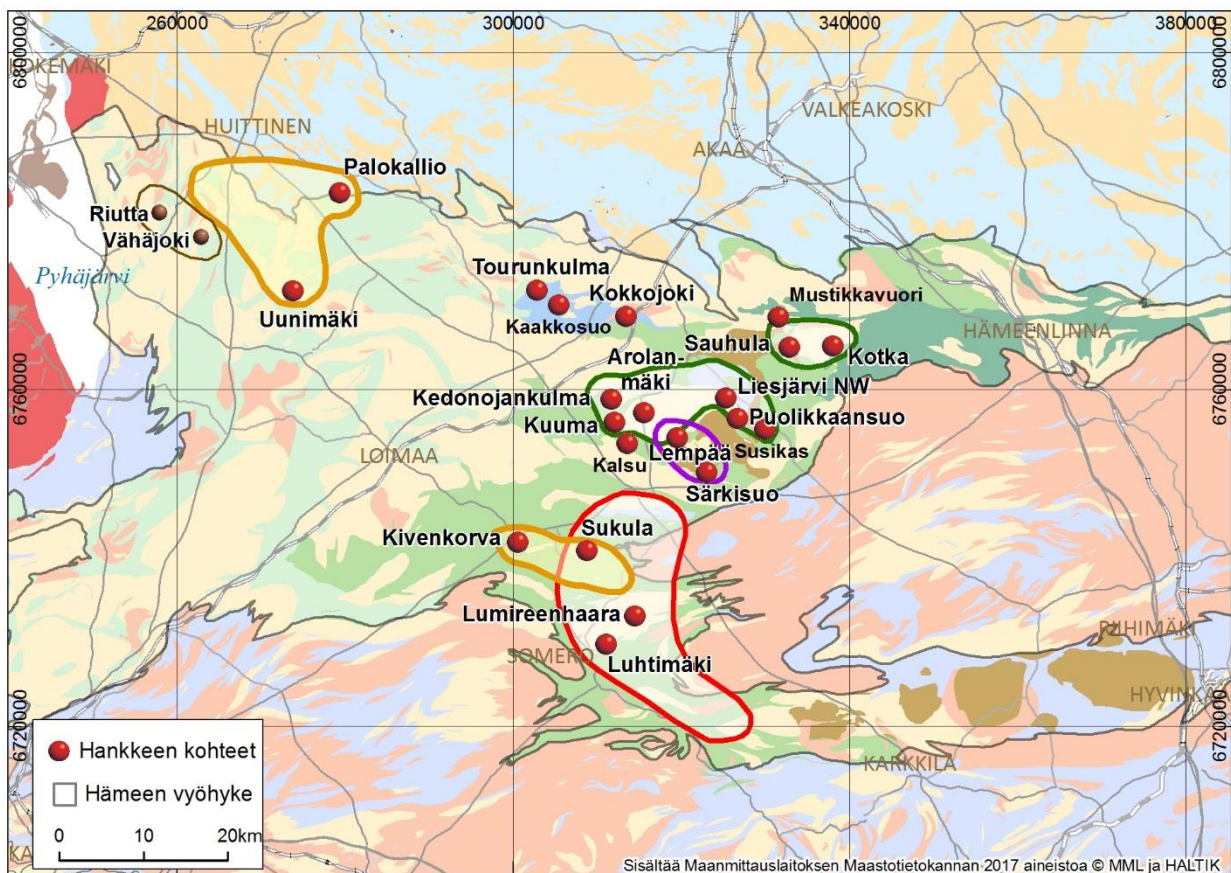 260000
300000
340000
380000
6800000
6800000
KOKEMÄKI
HUITTINEN
VALKEAKOSKI
AKAA
Palokallio
Riutta
Vähäjoki
Pyhäjärvi
Uunimäki
Tourunkulma
Kaakkosuo
Kokkojoki
Mustikkavuori
HÄMEENLINNA
Sauhula
Kotka
Arolan-
mäki
6760000
6760000
Kedonojankulma
Liesjärvi NW
Kuuma
Puolikkaansuo
Kalsu
Lempää
Susikas
LOIMAA
Särkisuo
Kivenkorva
Sukula
Lumireenhaara
SOMERO
Luhtimäki
RIIHIMÄKI
HYVINKÄ
KARKKILA
6720000
6720000
Hankkeen kohteet
Hämeen vyöhyke
0 10 20km
KA
Sisältää Maanmittauslaitoksen Maastotietokannan 2017 aineistoa © MML ja HALTIK